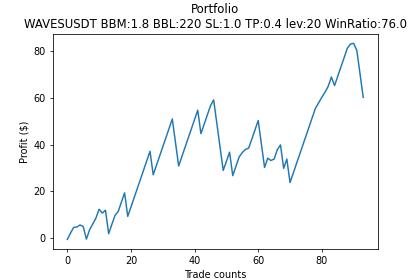 Portfolio
WAVESUSDT BBM:1.8 BBL:220 SL:1.0 TP:0.4 lev:20 WinRatio:76.0
80
60
40
20
0
Profit ($)
0
20
40
60
80
Trade counts